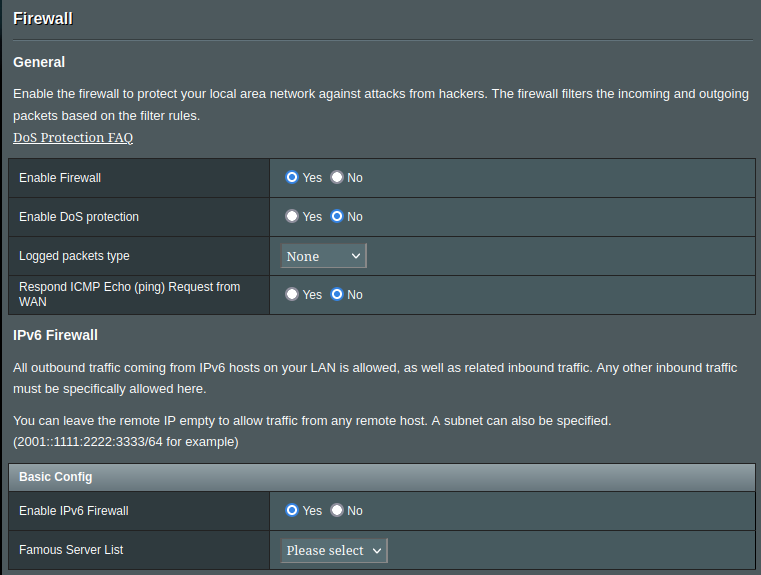 Firewall
General
Enable the firewall to protect your local area network against attacks from hackers. The firewall filters the incoming and outgoing
packets based on the filter rules.
DoS Protection FAQ
Enable Firewall Yes No
Enable DoS protection Yes No
Logged packets type None
Respond ICMP Echo (ping) Request from
WAN Yes No
IPv6 Firewall
All outbound traffic coming from IPv6 hosts on your LAN is allowed, as well as related inbound traffic. Any other inbound traffic
must be specifically allowed here.
You can leave the remote IP empty to allow traffic from any remote host. A subnet can also be specified.
(2001::1111:2222:3333/64 for example)
Basic Config
Enable IPv6 Firewall Yes No
Famous Server List Please select